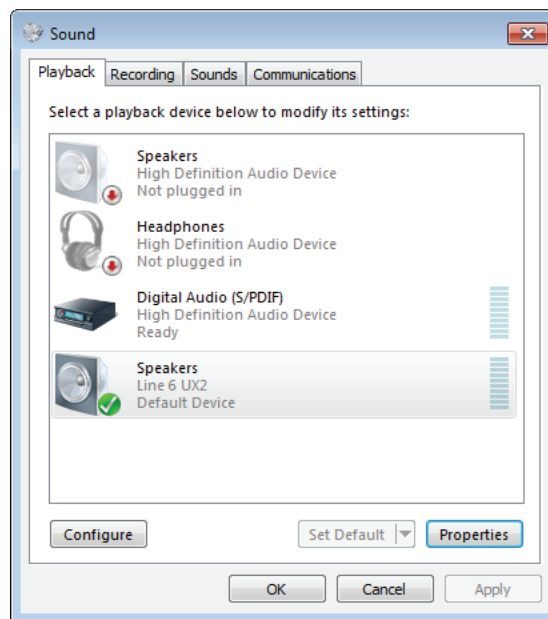 Sound
Playback
Recording
Sounds
Communications
Select a playback device below to modify its settings:
Speakers
High Definition Audio Device
Not plugged in
Headphones
High Definition Audio Device
Not plugged in
Digital Audio (S/PDIF)
High Definition Audio Device
Ready
Speakers
Line 6 UX2
Default Device
Configure
Set Default
Properties
OK
Cancel
Apply